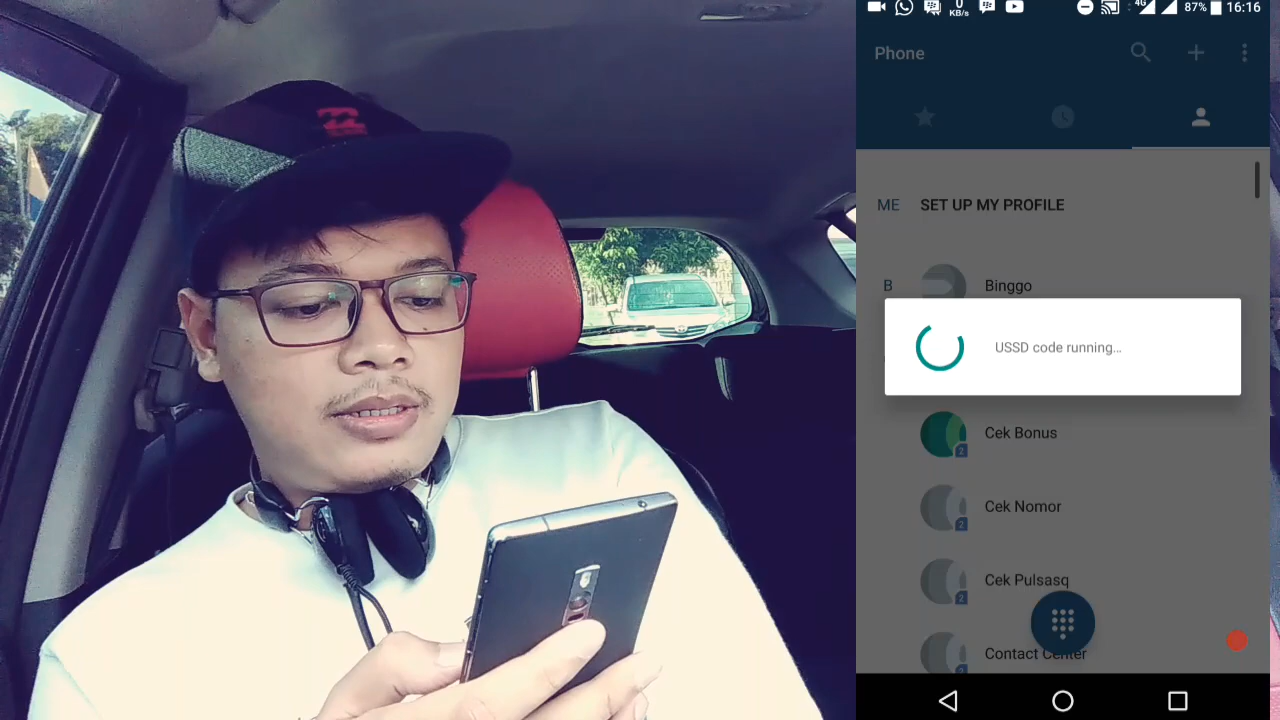 0
KB/s
4G
87%
16:16
Phone
ME SET UP MY PROFILE
B Binggo
USSD code running...
Cek Bonus
2
Cek Nomor
2
Cek Pulsasq
2
Contact Center
2